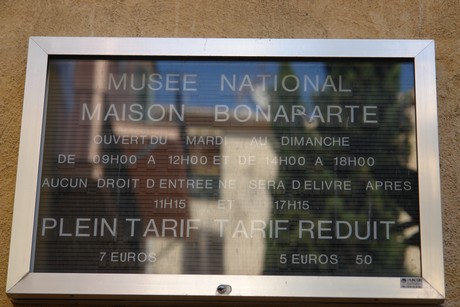 MUSEE NATIONAL
MAISON BONAPARTE
OUVERT DU MARDI AU DIMANCHE
DE 09H00 A 12H00 ET DE 14H00 A 18H00
AUCUN DROIT D'ENTREE NE SERA DELIVRE APRES
11H15 ET 17H15
PLEIN TARIF TARIF REDUIT
7 EUROS 5 EUROS 50